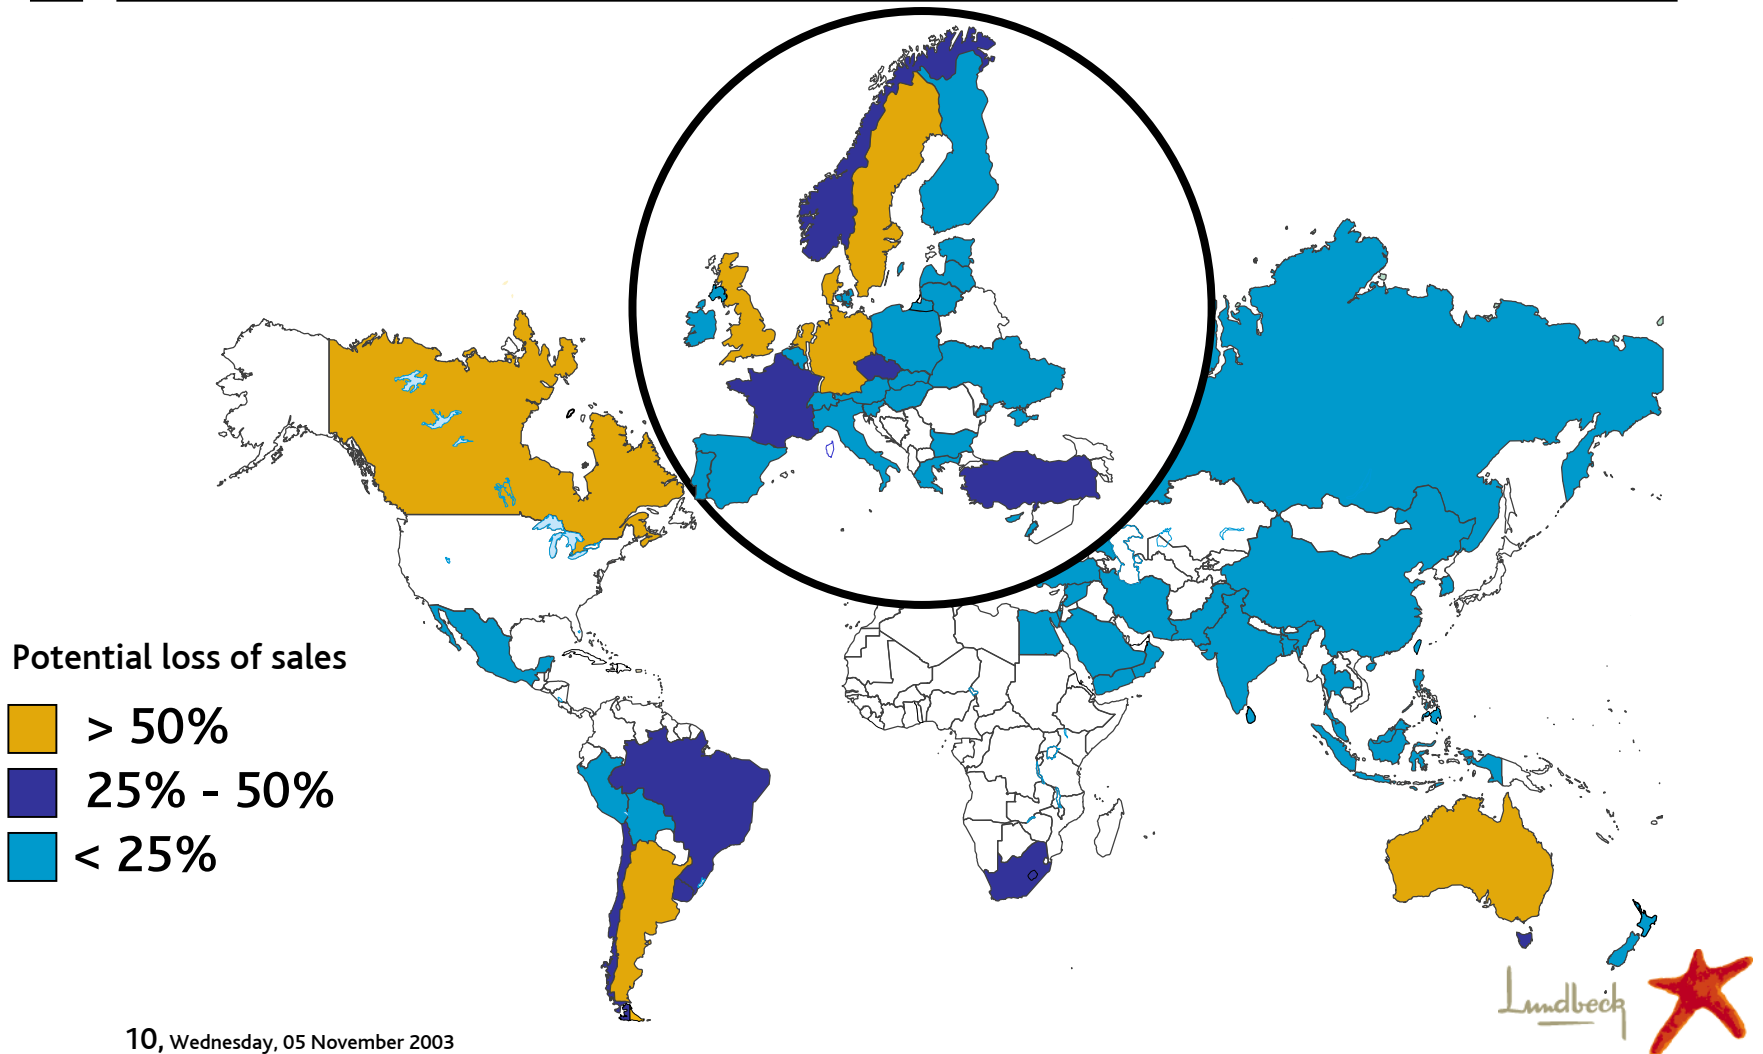 Potential loss of sales
> 50%
25% - 50%
< 25%
10, Wednesday, 05 November 2003
Lundbeck